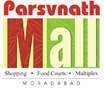 Parsvnath
Mall
Shopping • Food Courts • Multiplex
MORADABAD